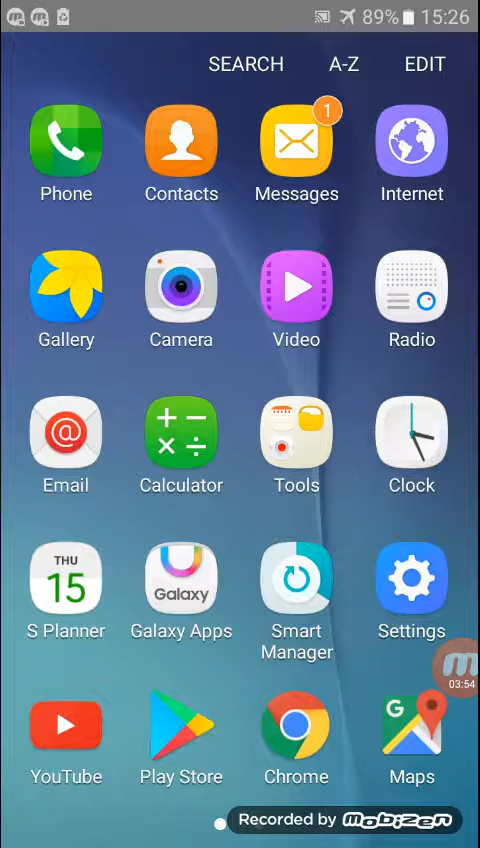 89% 15:26
SEARCH A-Z EDIT
1
Phone Contacts Messages Internet
Gallery Camera Video Radio
Email Calculator Tools Clock
THU
15
Galaxy
S Planner Galaxy Apps Smart Manager Settings
03:54
G
YouTube Play Store Chrome Maps
Recorded by Mobizen